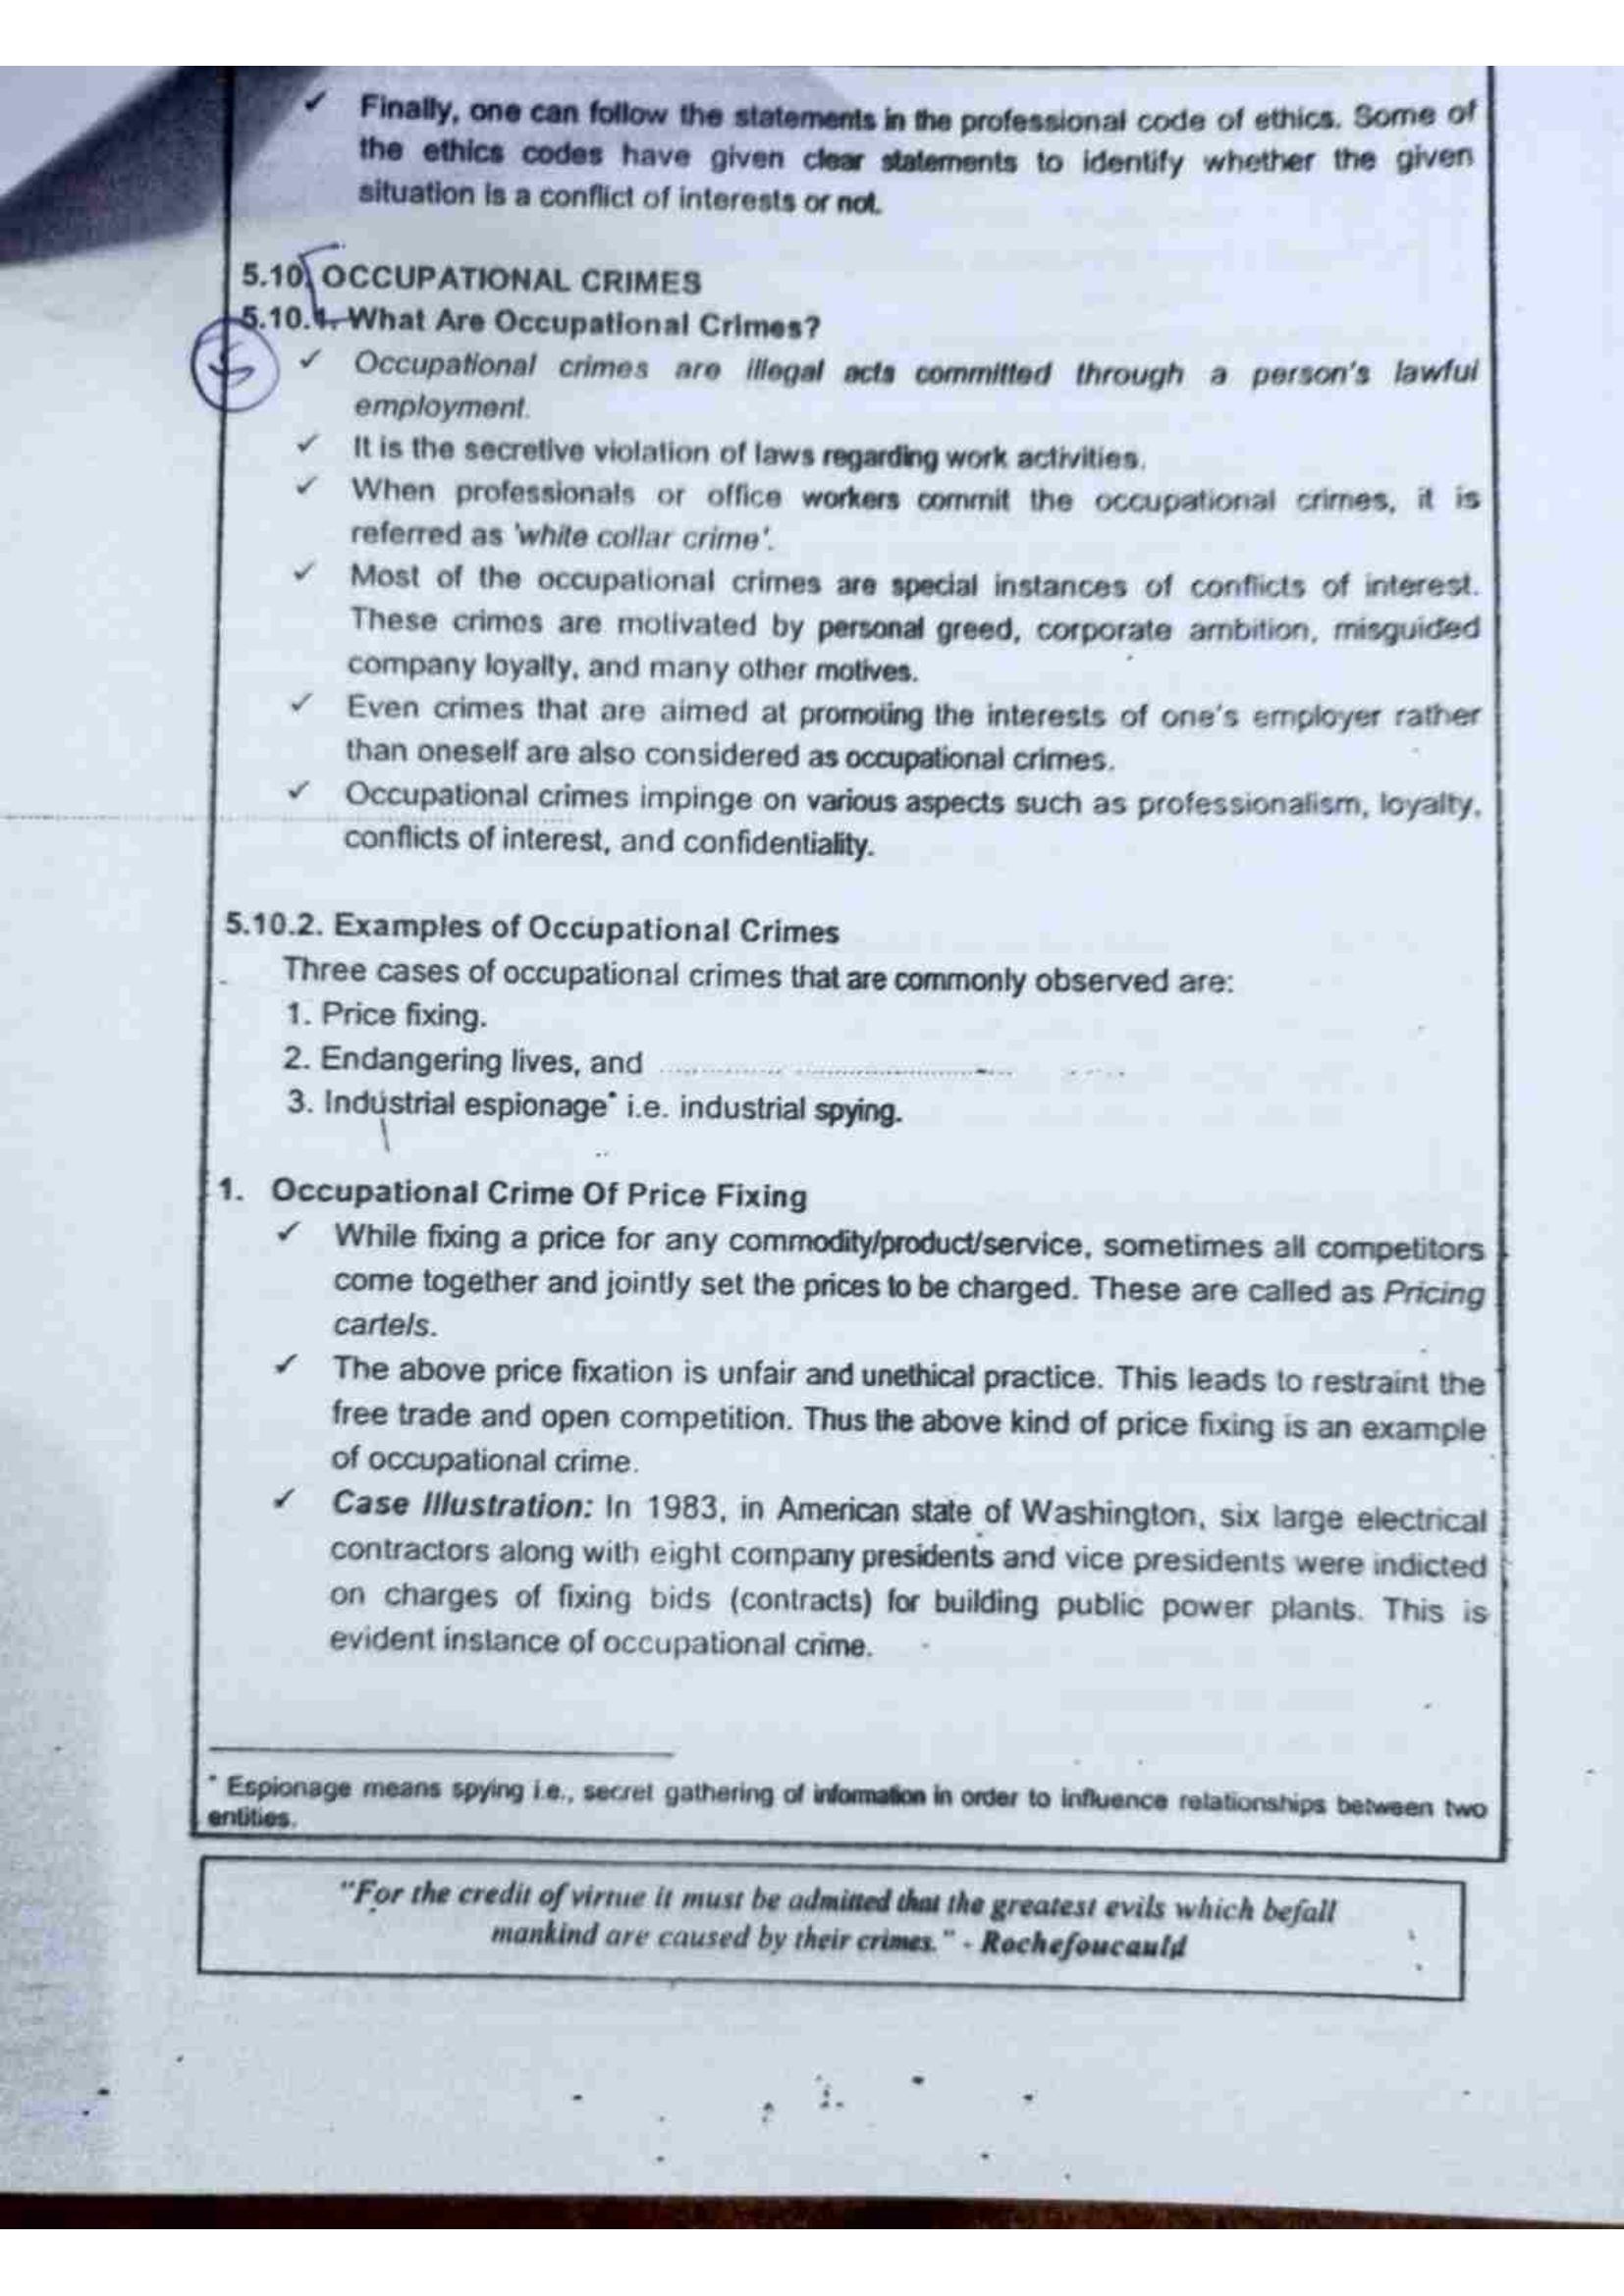 ✓ Finally, one can follow the statements in the professional code of ethics. Some of
the ethics codes have given clear statements to identify whether the given
situation is a conflict of interests or not.
5.10. OCCUPATIONAL CRIMES
5.10.1. What Are Occupational Crimes?
✓ Occupational crimes are illegal acts committed through a person's lawful
employment.
✓ It is the secretive violation of laws regarding work activities.
✓ When professionals or office workers commit the occupational crimes, it is
referred as 'white collar crime'.
✓ Most of the occupational crimes are special instances of conflicts of interest.
These crimes are motivated by personal greed, corporate ambition, misguided
company loyalty, and many other motives.
✓ Even crimes that are aimed at promoting the interests of one's employer rather
than oneself are also considered as occupational crimes.
✓ Occupational crimes impinge on various aspects such as professionalism, loyalty,
conflicts of interest, and confidentiality.
5.10.2. Examples of Occupational Crimes
Three cases of occupational crimes that are commonly observed are:
1. Price fixing.
2. Endangering lives, and
3. Industrial espionage* i.e. industrial spying.
1. Occupational Crime Of Price Fixing
✓ While fixing a price for any commodity/product/service, sometimes all competitors
come together and jointly set the prices to be charged. These are called as Pricing
cartels.
✓ The above price fixation is unfair and unethical practice. This leads to restraint the
free trade and open competition. Thus the above kind of price fixing is an example
of occupational crime.
✓ Case Illustration: In 1983, in American state of Washington, six large electrical
contractors along with eight company presidents and vice presidents were indicted
on charges of fixing bids (contracts) for building public power plants. This is
evident instance of occupational crime.
* Espionage means spying i.e., secret gathering of information in order to influence relationships between two
entities.
"For the credit of virtue it must be admitted that the greatest evils which befall
mankind are caused by their crimes." - Rochefoucauld